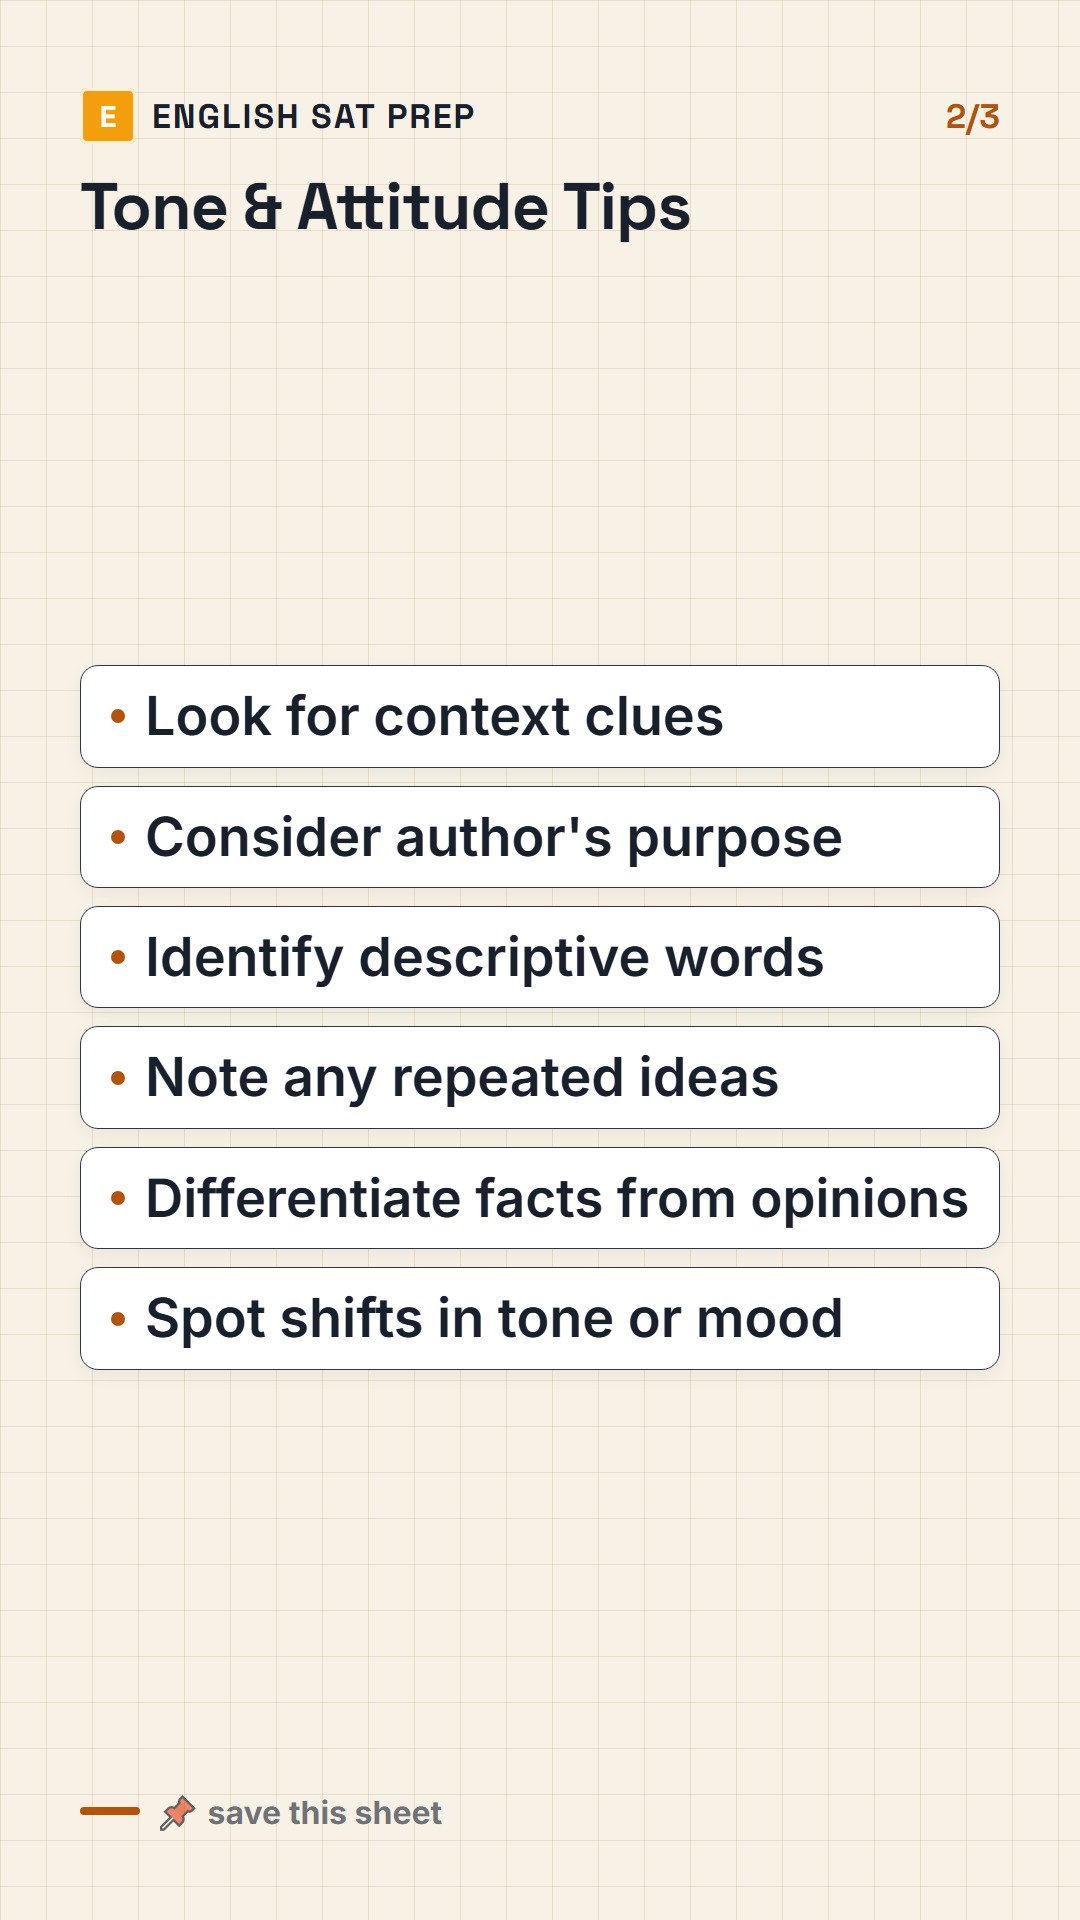 E ENGLISH SAT PREP 2/3
Tone & Attitude Tips
• Look for context clues
• Consider author's purpose
• Identify descriptive words
• Note any repeated ideas
• Differentiate facts from opinions
• Spot shifts in tone or mood
📌 save this sheet